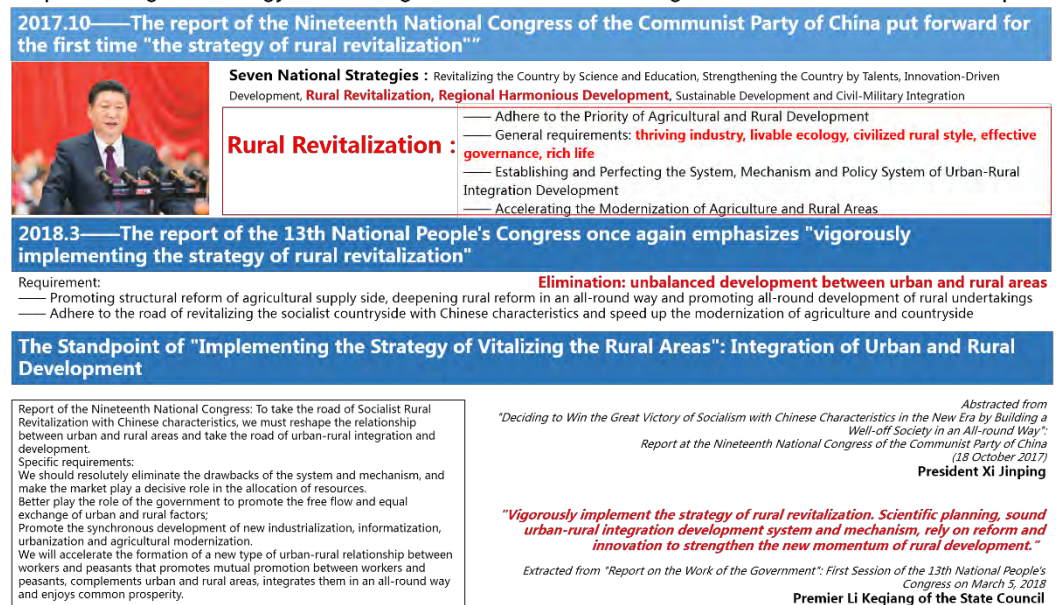 2017.10——The report of the Nineteenth National Congress of the Communist Party of China put forward for
the first time "the strategy of rural revitalization"”
Seven National Strategies : Revitalizing the Country by Science and Education, Strengthening the Country by Talents, Innovation-Driven
Development, Rural Revitalization, Regional Harmonious Development, Sustainable Development and Civil-Military Integration
Rural Revitalization :
—— Adhere to the Priority of Agricultural and Rural Development
—— General requirements: thriving industry, livable ecology, civilized rural style, effective
governance, rich life
—— Establishing and Perfecting the System, Mechanism and Policy System of Urban-Rural
Integration Development
—— Accelerating the Modernization of Agriculture and Rural Areas
2018.3——The report of the 13th National People's Congress once again emphasizes "vigorously
implementing the strategy of rural revitalization"
Requirement:
Elimination: unbalanced development between urban and rural areas
—— Promoting structural reform of agricultural supply side, deepening rural reform in an all-round way and promoting all-round development of rural undertakings
—— Adhere to the road of revitalizing the socialist countryside with Chinese characteristics and speed up the modernization of agriculture and countryside
The Standpoint of "Implementing the Strategy of Vitalizing the Rural Areas": Integration of Urban and Rural
Development
Report of the Nineteenth National Congress: To take the road of Socialist Rural
Revitalization with Chinese characteristics, we must reshape the relationship
between urban and rural areas and take the road of urban-rural integration and
development.
Specific requirements:
We should resolutely eliminate the drawbacks of the system and mechanism, and
make the market play a decisive role in the allocation of resources.
Better play the role of the government to promote the free flow and equal
exchange of urban and rural factors;
Promote the synchronous development of new industrialization, informatization,
urbanization and agricultural modernization.
We will accelerate the formation of a new type of urban-rural relationship between
workers and peasants that promotes mutual promotion between workers and
peasants, complements urban and rural areas, integrates them in an all-round way
and enjoys common prosperity.
Abstracted from
"Deciding to Win the Great Victory of Socialism with Chinese Characteristics in the New Era by Building a
Well-off Society in an All-round Way":
Report at the Nineteenth National Congress of the Communist Party of China
(18 October 2017)
President Xi Jinping
"Vigorously implement the strategy of rural revitalization. Scientific planning, sound
urban-rural integration development system and mechanism, rely on reform and
innovation to strengthen the new momentum of rural development.“
Extracted from "Report on the Work of the Government": First Session of the 13th National People's
Congress on March 5, 2018
Premier Li Keqiang of the State Council